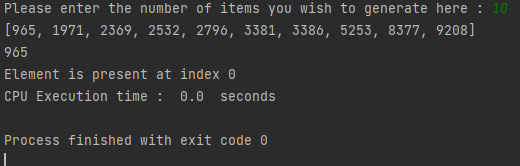 Please enter the number of items you wish to generate here : 10
[965, 1971, 2369, 2532, 2796, 3381, 3386, 5253, 8377, 9208]
965
Element is present at index 0
CPU Execution time :  0.0  seconds
Process finished with exit code 0